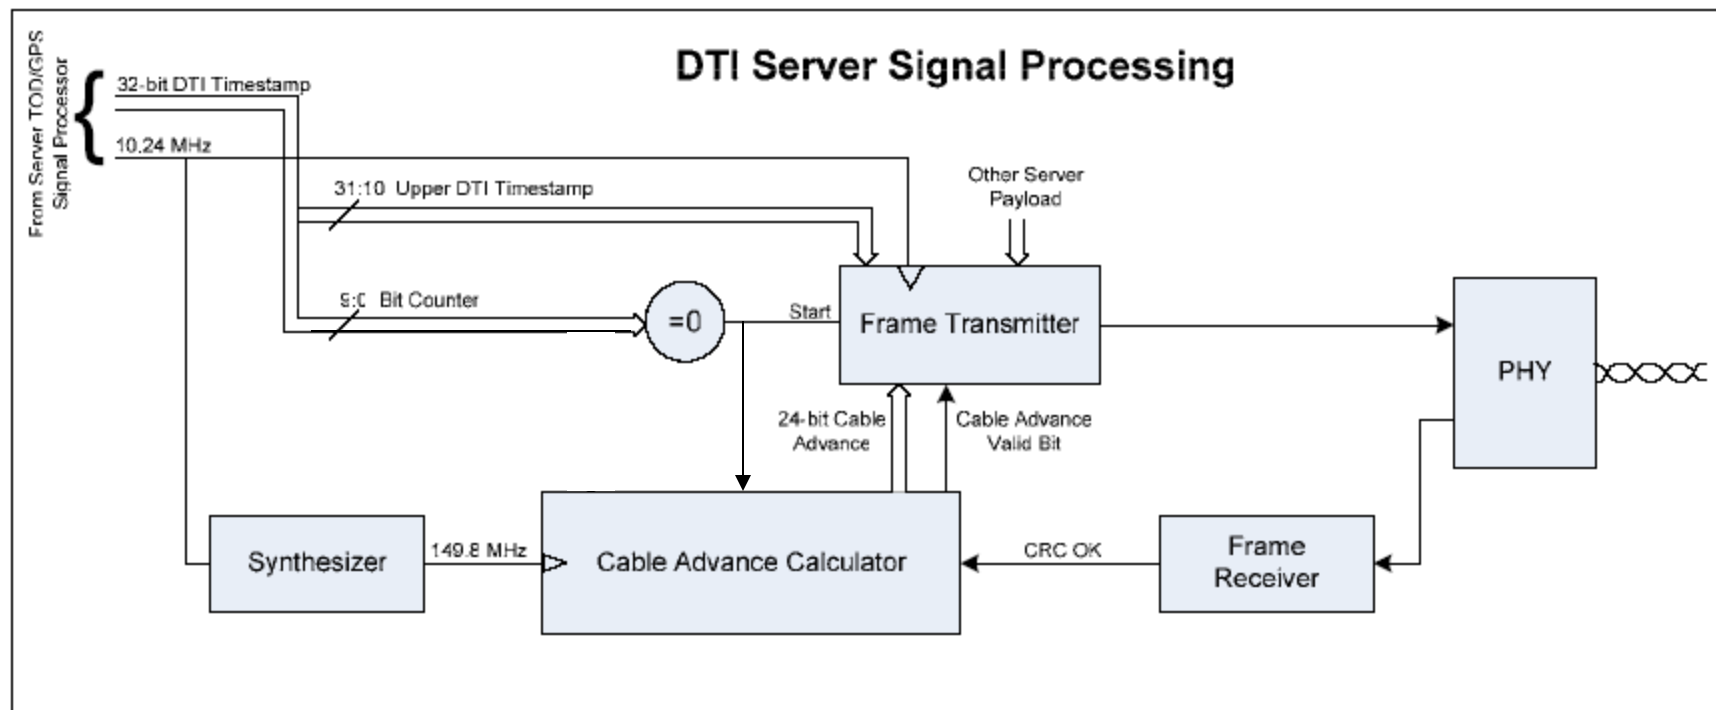 DTI Server Signal Processing
From Server TOD/GPS
Signal Processor
{
32-bit DTI Timestamp
10.24 MHz
31:10 Upper DTI Timestamp
Other Server
Payload
9:0 Bit Counter
=0
Start
Frame Transmitter
PHY
24-bit Cable
Advance
Cable Advance
Valid Bit
Synthesizer
149.8 MHz
Cable Advance Calculator
CRC OK
Frame
Receiver